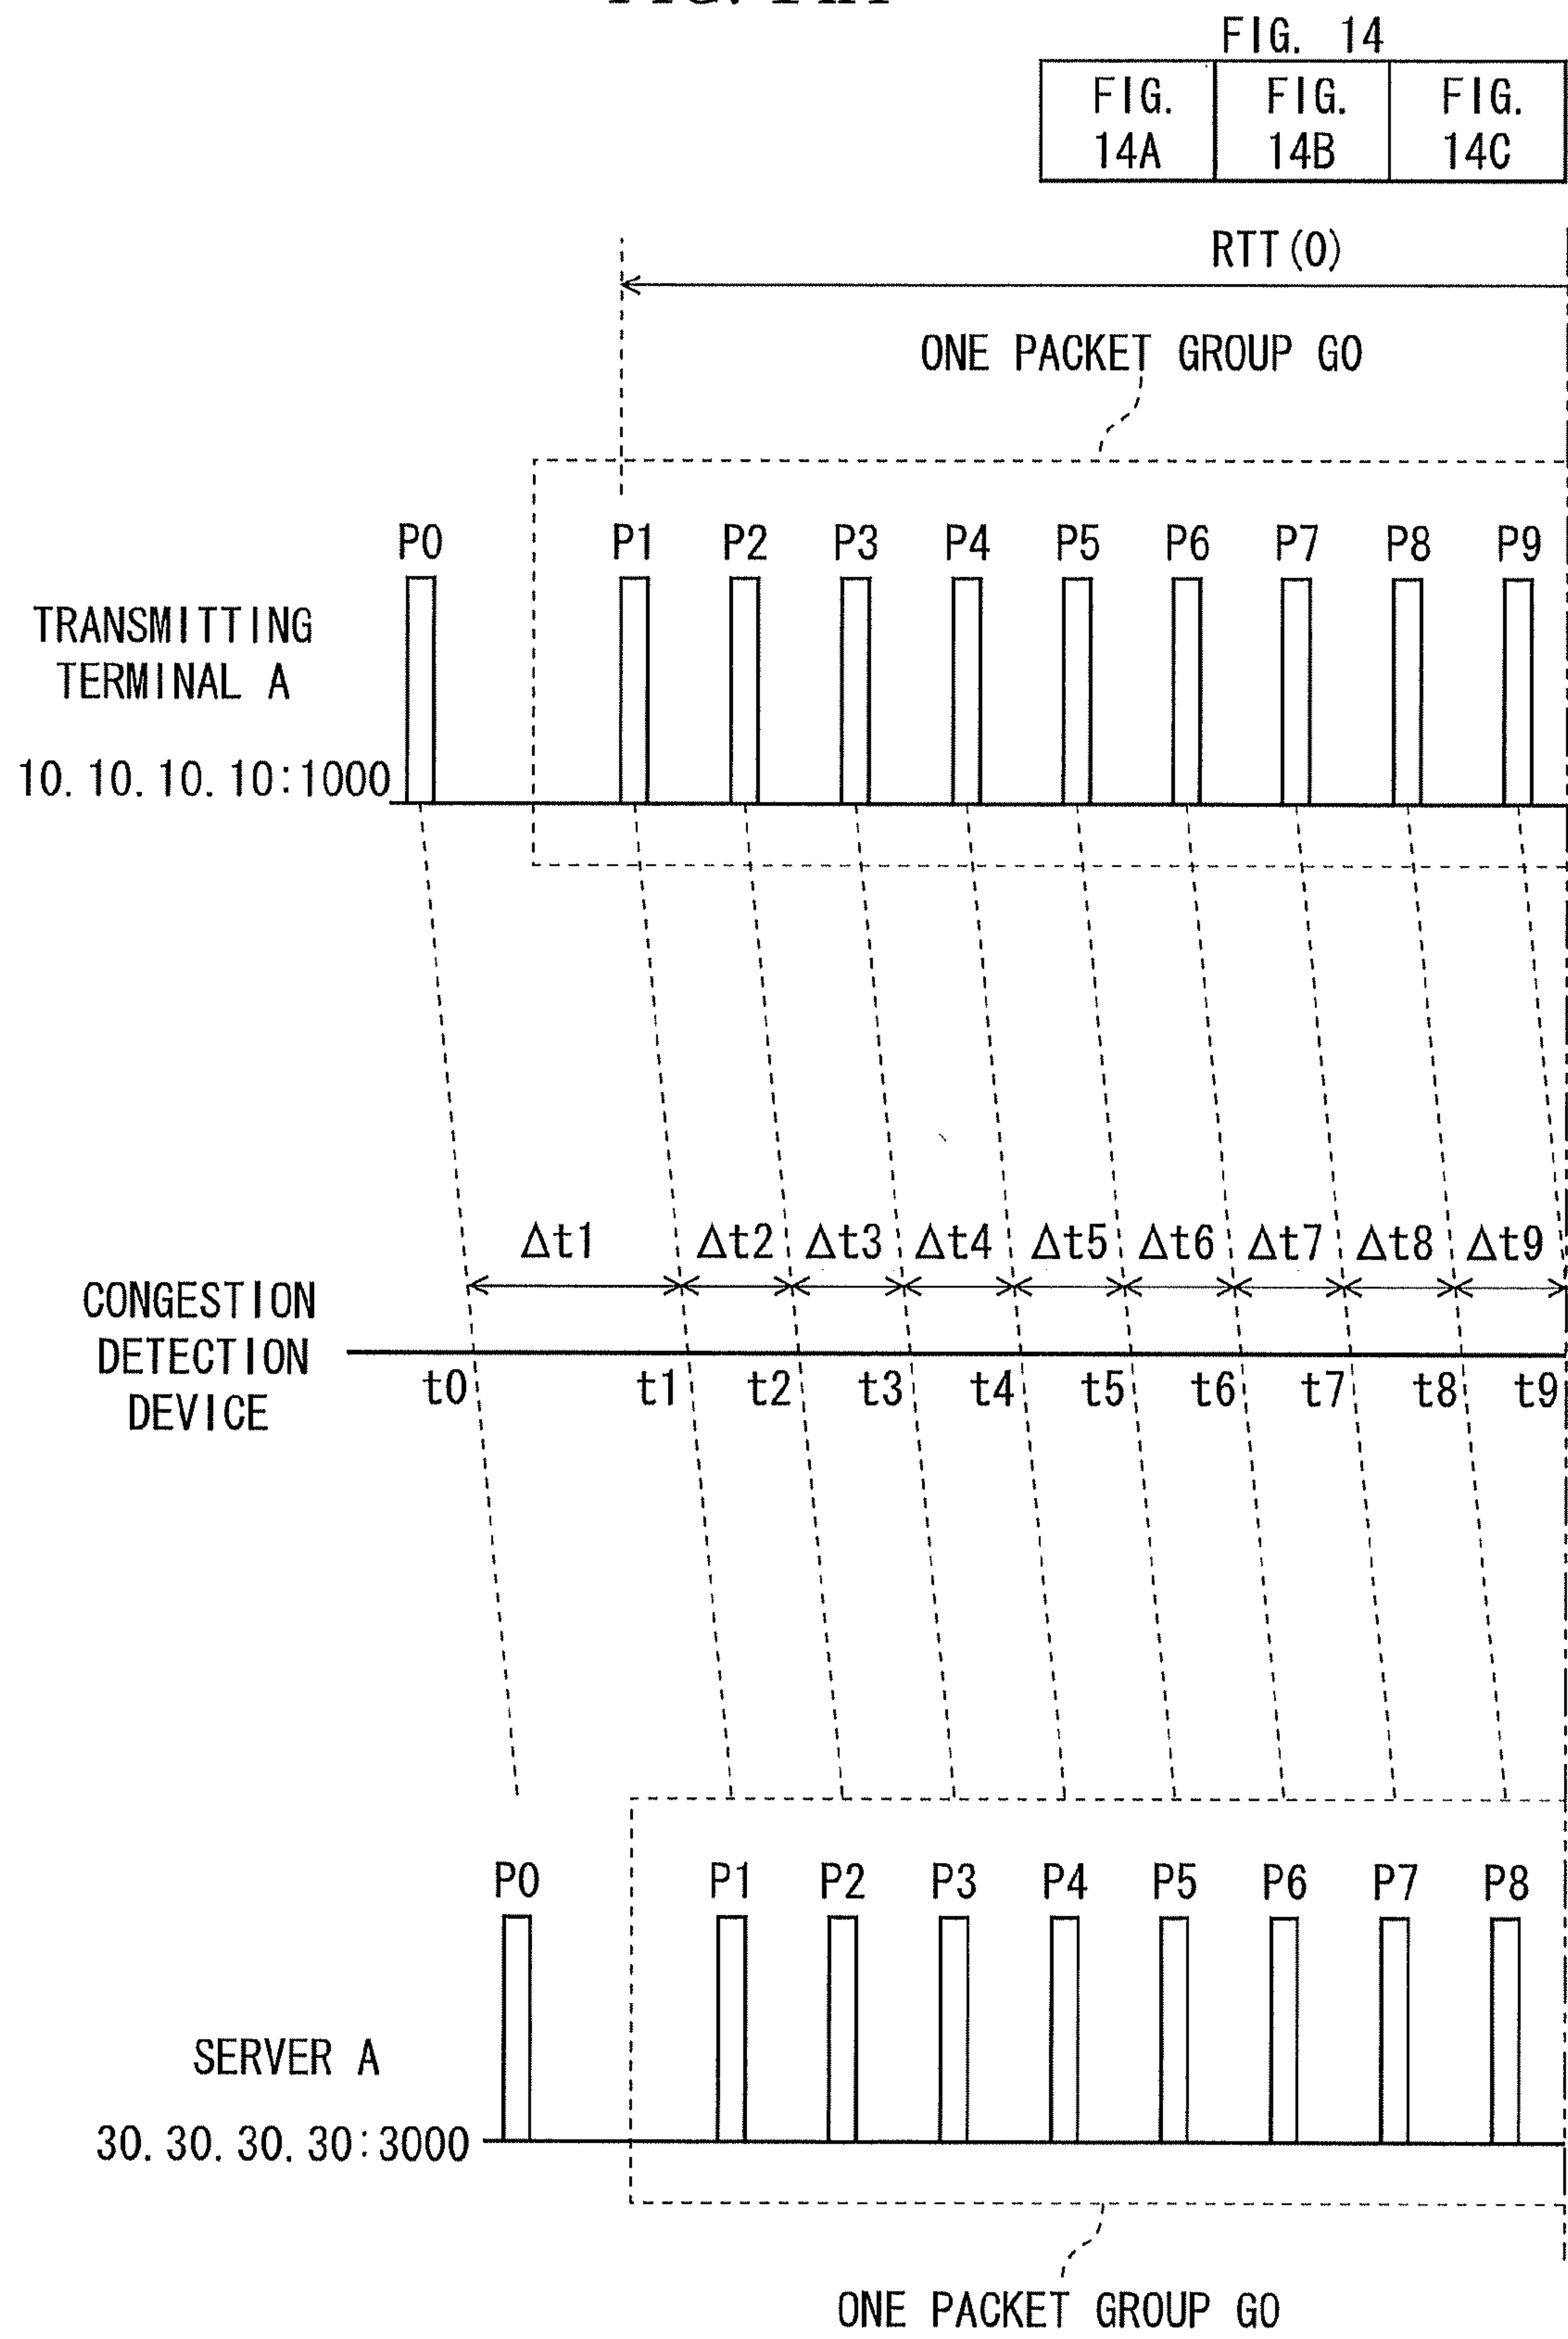 FIG. 14
FIG. 14A
FIG. 14B
FIG. 14C
RTT(0)
ONE PACKET GROUP G0
P0 P1 P2 P3 P4 P5 P6 P7 P8 P9
TRANSMITTING
TERMINAL A
10.10.10.10:1000
Δt1 Δt2 Δt3 Δt4 Δt5 Δt6 Δt7 Δt8 Δt9
CONGESTION
DETECTION
DEVICE
t0 t1 t2 t3 t4 t5 t6 t7 t8 t9
P0 P1 P2 P3 P4 P5 P6 P7 P8
SERVER A
30.30.30.30:3000
ONE PACKET GROUP G0